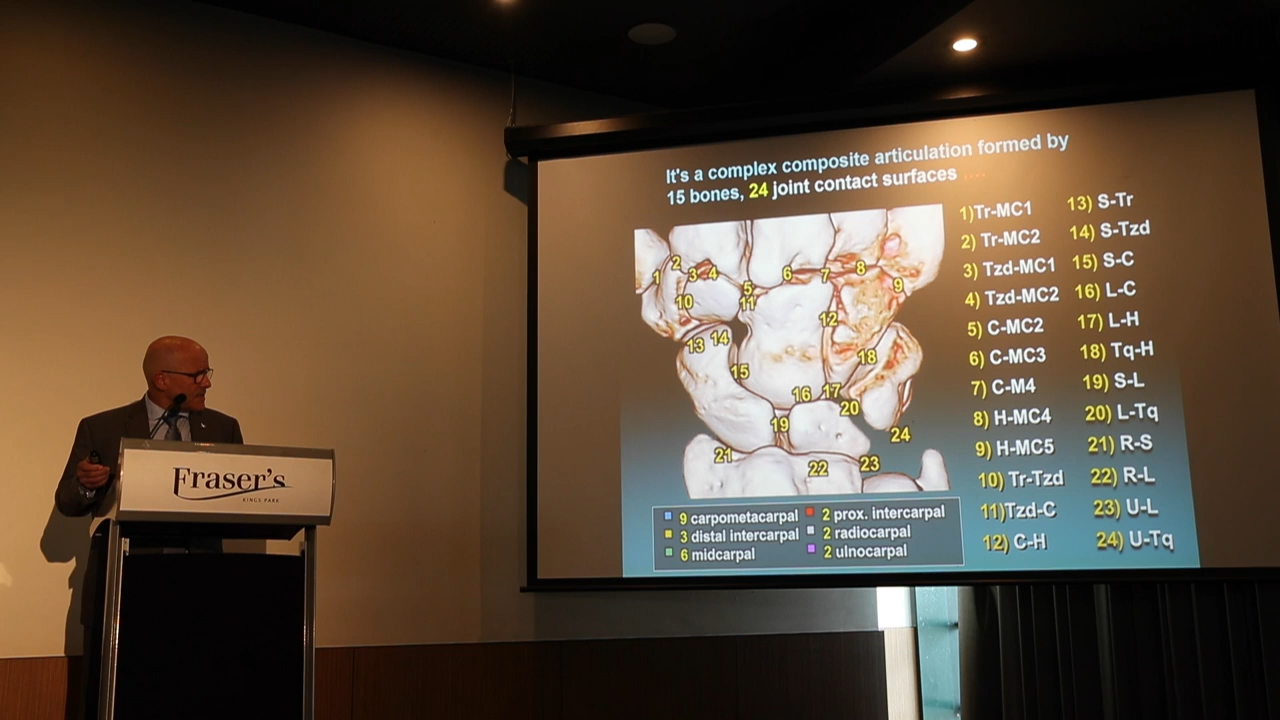 It's a complex composite articulation formed by
15 bones, 24 joint contact surfaces ....
1)Tr-MC1
2) Tr-MC2
3) Tzd-MC1
4) Tzd-MC2
5) C-MC2
6) C-MC3
7) C-M4
8) H-MC4
9) H-MC5
10) Tr-Tzd
11)Tzd-C
12) C-H
13) S-Tr
14) S-Tzd
15) S-C
16) L-C
17) L-H
18) Tq-H
19) S-L
20) L-Tq
21) R-S
22) R-L
23) U-L
24) U-Tq
1
2
3
4
5
6
7
8
9
10
11
12
13
14
15
16
17
18
19
20
21
22
23
24
9 carpometacarpal
3 distal intercarpal
6 midcarpal
2 prox. intercarpal
2 radiocarpal
2 ulnocarpal
Fraser's
KINGS PARK